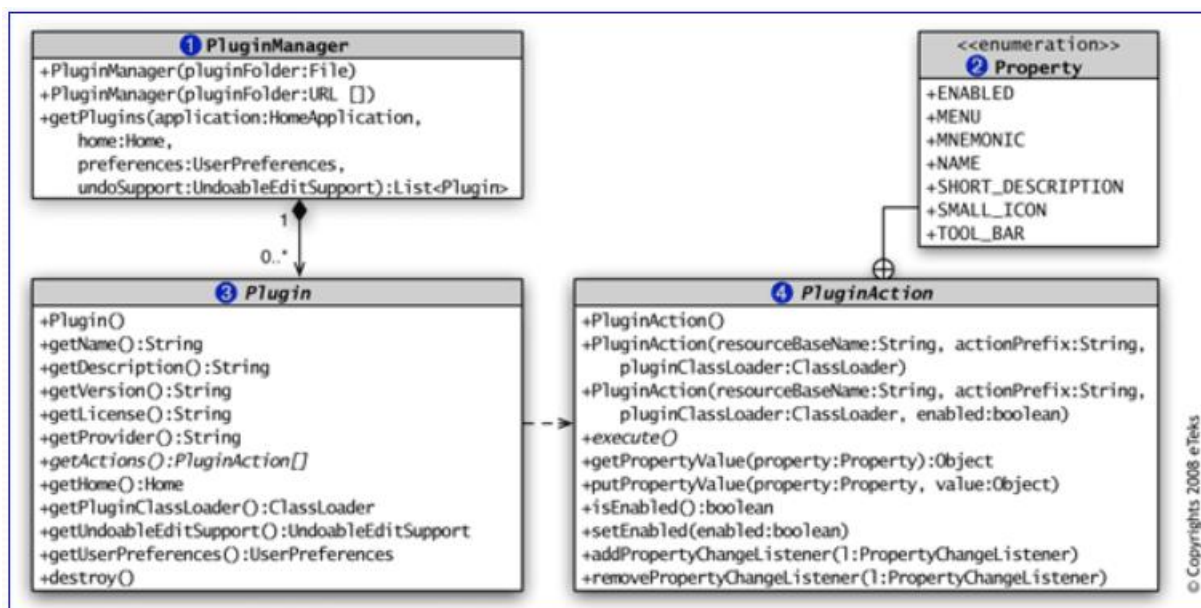 1 PluginManager
+PluginManager(pluginFolder:File)
+PluginManager(pluginFolder:URL [])
+getPlugins(application:HomeApplication,
home:Home,
preferences:UserPreferences,
undoSupport:UndoableEditSupport):List<Plugin>
<<enumeration>>
2 Property
+ENABLED
+MENU
+MNEMONIC
+NAME
+SHORT_DESCRIPTION
+SMALL_ICON
+TOOL_BAR
1
0..*
3 Plugin
+Plugin()
+getName():String
+getDescription():String
+getVersion():String
+getLicense():String
+getProvider():String
+getActions():PluginAction[]
+getHome():Home
+getPluginClassLoader():ClassLoader
+getUndoableEditSupport():UndoableEditSupport
+getUserPreferences():UserPreferences
+destroy()
4 PluginAction
+PluginAction()
+PluginAction(resourceBaseName:String, actionPrefix:String,
pluginClassLoader:ClassLoader)
+PluginAction(resourceBaseName:String, actionPrefix:String,
pluginClassLoader:ClassLoader, enabled:boolean)
+execute()
+getPropertyValue(property:Property):Object
+putPropertyValue(property:Property, value:Object)
+isEnabled():boolean
+setEnabled(enabled:boolean)
+addPropertyChangeListener(l:PropertyChangeListener)
+removePropertyChangeListener(l:PropertyChangeListener)
© Copyrights 2008 eTeks